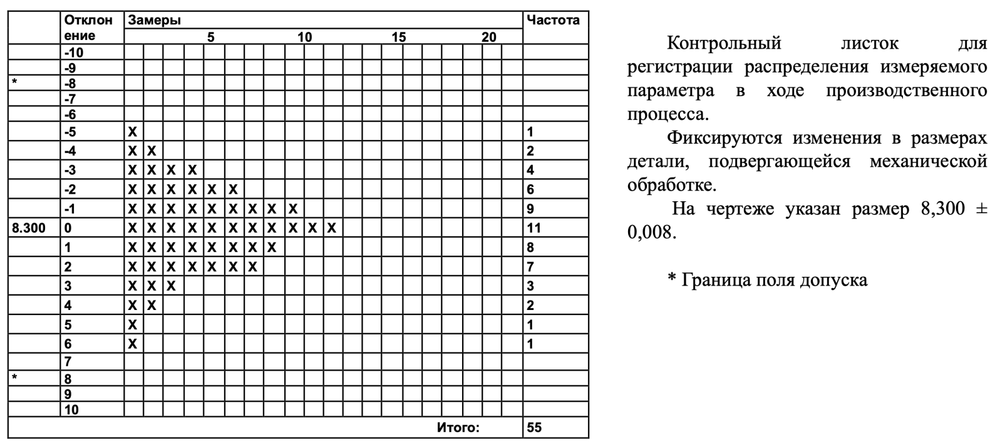 Отклон Замеры Частота
ение 5 10 15 20
-10
-9
* -8
-7
-6
-5 X 1
-4 X X 2
-3 X X X X 4
-2 X X X X X X 6
-1 X X X X X X X X X 9
8.300 0 X X X X X X X X X X X 11
1 X X X X X X X X 8
2 X X X X X X X 7
3 X X X 3
4 X X 2
5 X 1
6 X 1
7
* 8
9
10
Итого: 55
Контрольный листок для
регистрации распределения измеряемого
параметра в ходе производственного
процесса.
Фиксируются изменения в размерах
детали, подвергающейся механической
обработке.
На чертеже указан размер 8,300 ±
0,008.
* Граница поля допуска